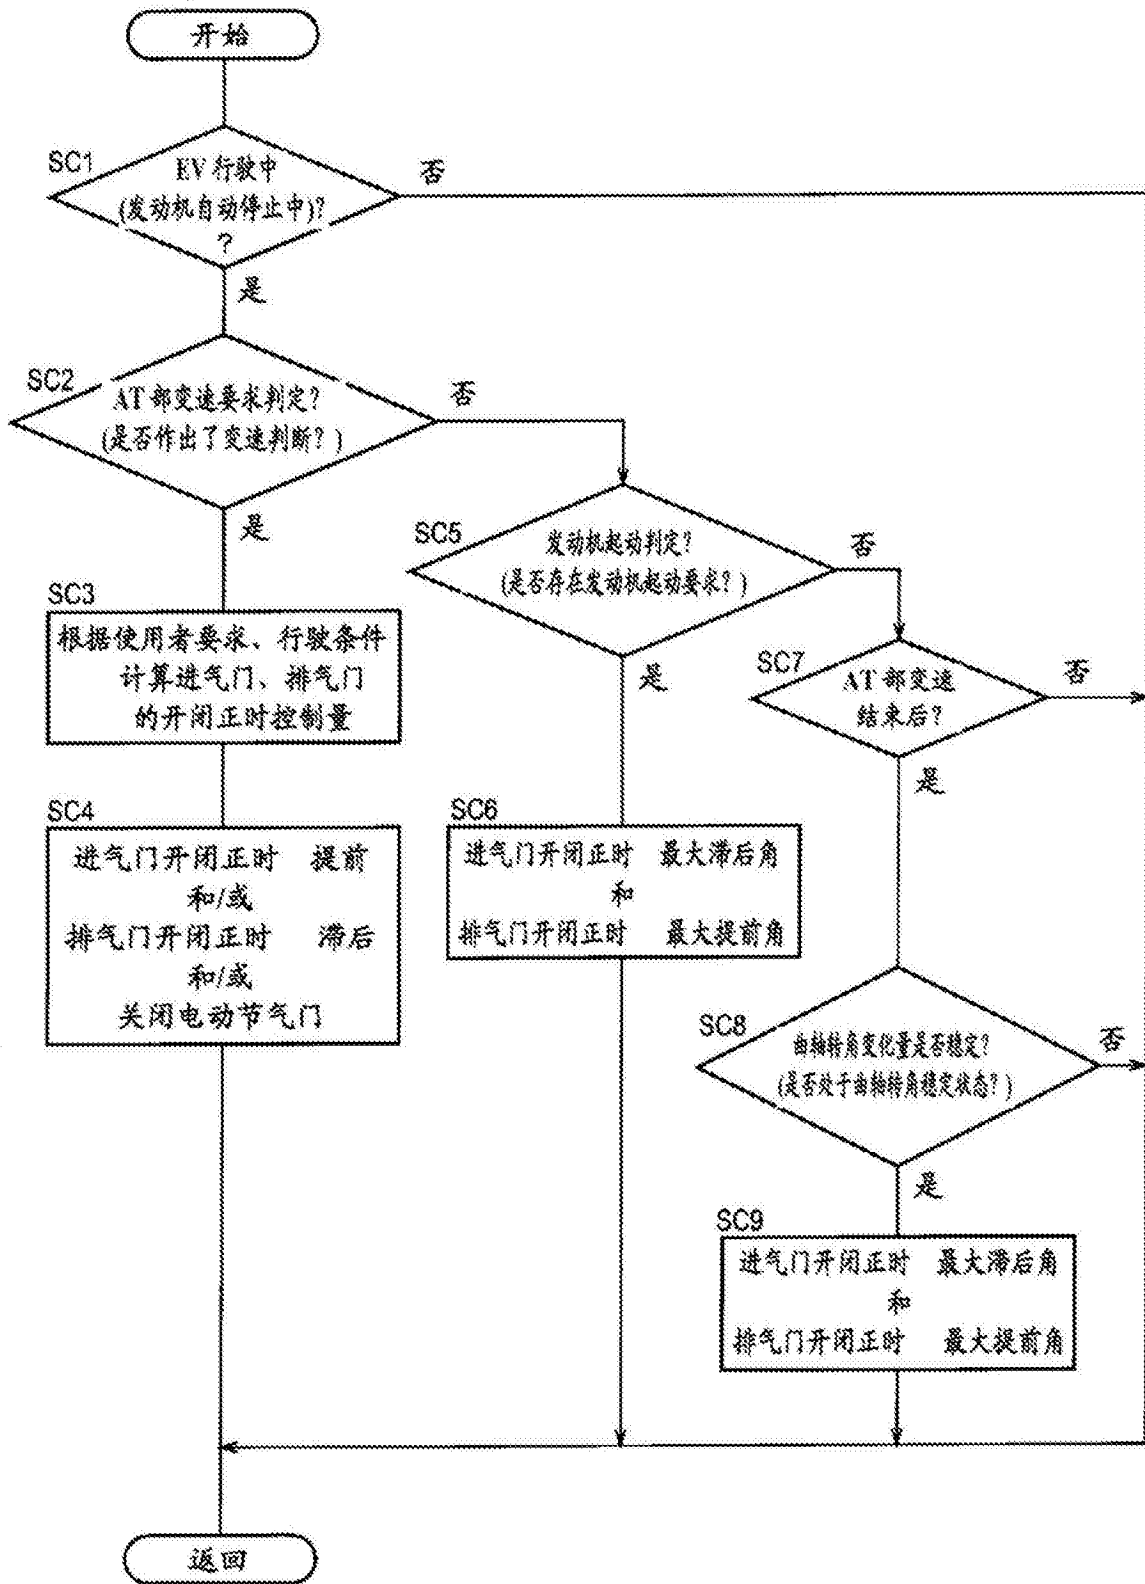 开始
SC1
EV 行驶中
(发动机自动停止中)?
?
否
是
SC2
AT 部变速要求判定?
(是否作出了变速判断? )
否
是
SC3
根据使用者要求、行驶条件
计算进气门、排气门
的开闭正时控制量
SC4
进气门开闭正时 提前
和/或
排气门开闭正时 滞后
和/或
关闭电动节气门
SC5
发动机起动判定?
(是否存在发动机起动要求? )
否
是
SC6
进气门开闭正时 最大滞后角
和
排气门开闭正时 最大提前角
SC7
AT 部变速
结束后?
否
是
SC8
曲轴转角变化量是否稳定?
(是否处于曲轴转角稳定状态? )
否
是
SC9
进气门开闭正时 最大滞后角
和
排气门开闭正时 最大提前角
返回